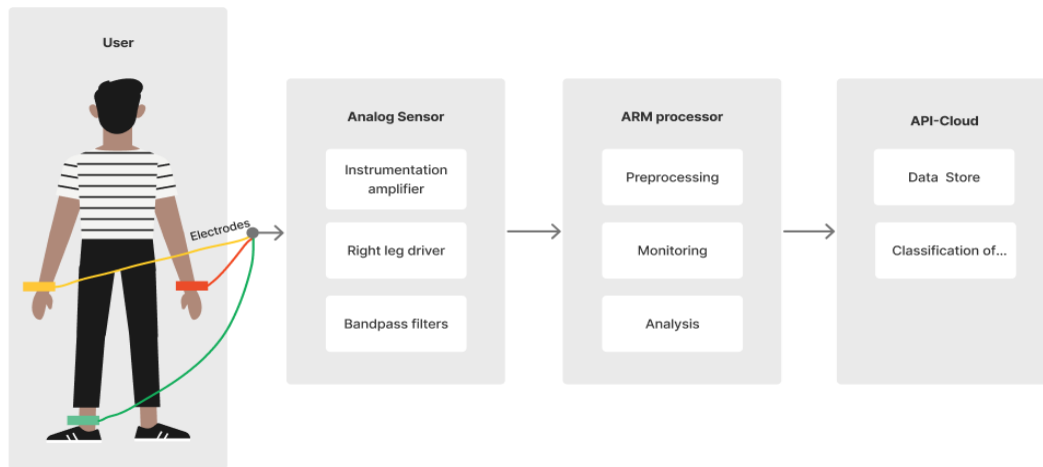 User
Electrodes
Analog Sensor
Instrumentation
amplifier
Right leg driver
Bandpass filters
ARM processor
Preprocessing
Monitoring
Analysis
API-Cloud
Data Store
Classification of...